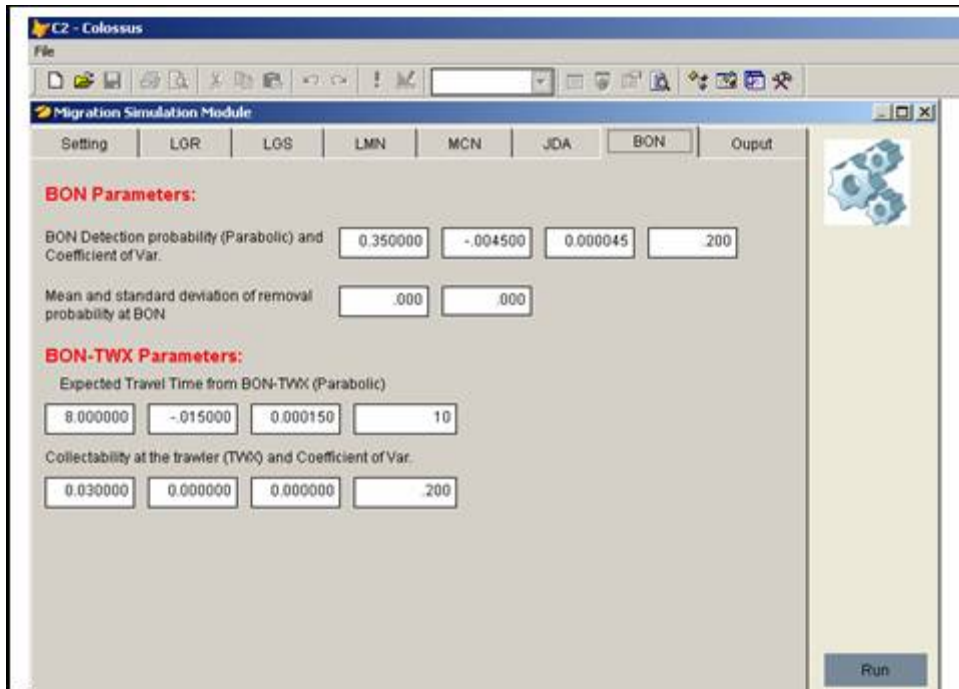 C2 - Colossus
File
Migration Simulation Module
Setting LGR LGS LMN MCN JDA BON Ouput
BON Parameters:
BON Detection probability (Parabolic) and
Coefficient of Var.
0.350000 -.004500 0.000045 .200
Mean and standard deviation of removal
probability at BON
.000 .000
BON-TWX Parameters:
Expected Travel Time from BON-TWX (Parabolic)
8.000000 -.015000 0.000150 10
Collectability at the trawler (TWX) and Coefficient of Var.
0.030000 0.000000 0.000000 .200
Run